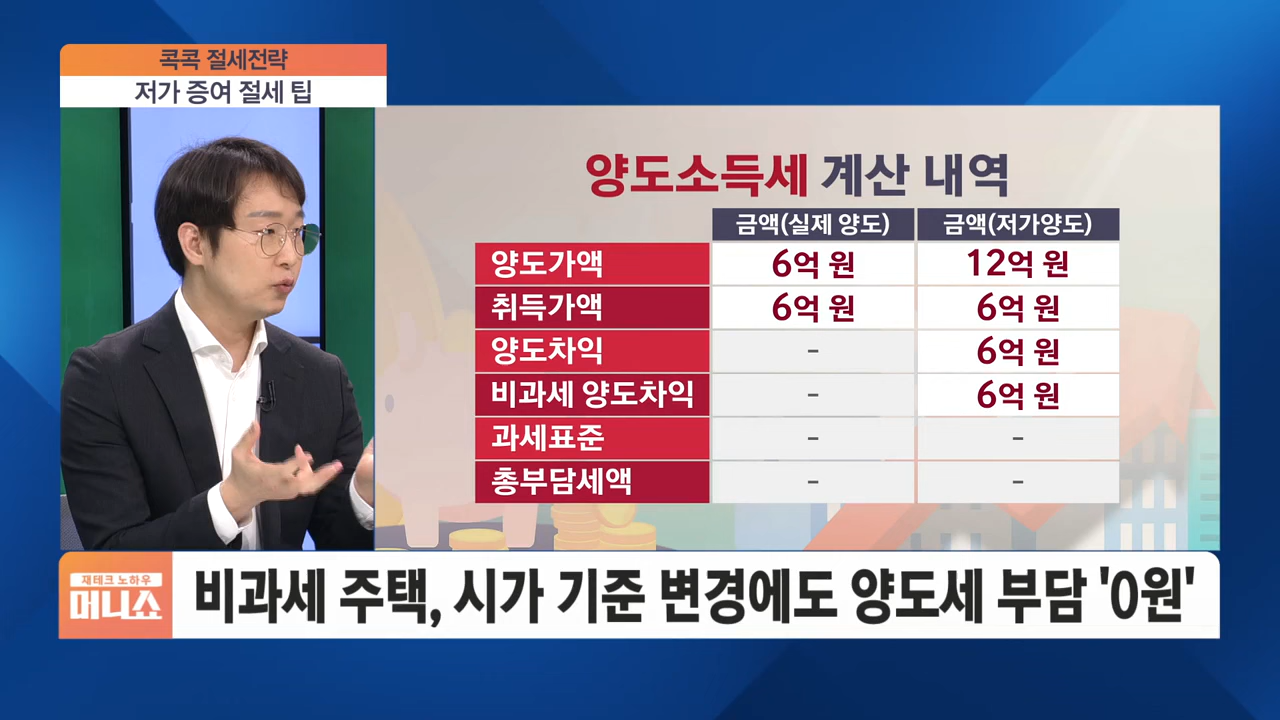 콕콕 절세전략
저가 증여 절세 팁
양도소득세 계산 내역
금액(실제 양도) 금액(저가양도)
양도가액 6억 원 12억 원
취득가액 6억 원 6억 원
양도차익 - 6억 원
비과세 양도차익 - 6억 원
과세표준 - -
총부담세액 - -
재테크 노하우
머니쇼
비과세 주택, 시가 기준 변경에도 양도세 부담 '0원'